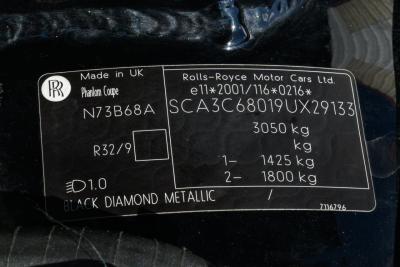 RR
Made in UK
Phantom Coupe
N73B68A
R32/9
1.0
BLACK DIAMOND METALLIC /
Rolls-Royce Motor Cars Ltd.
e11*2001/116*0216*
SCA3C68019UX29133
3050 kg
kg
1- 1425 kg
2- 1800 kg
7116796